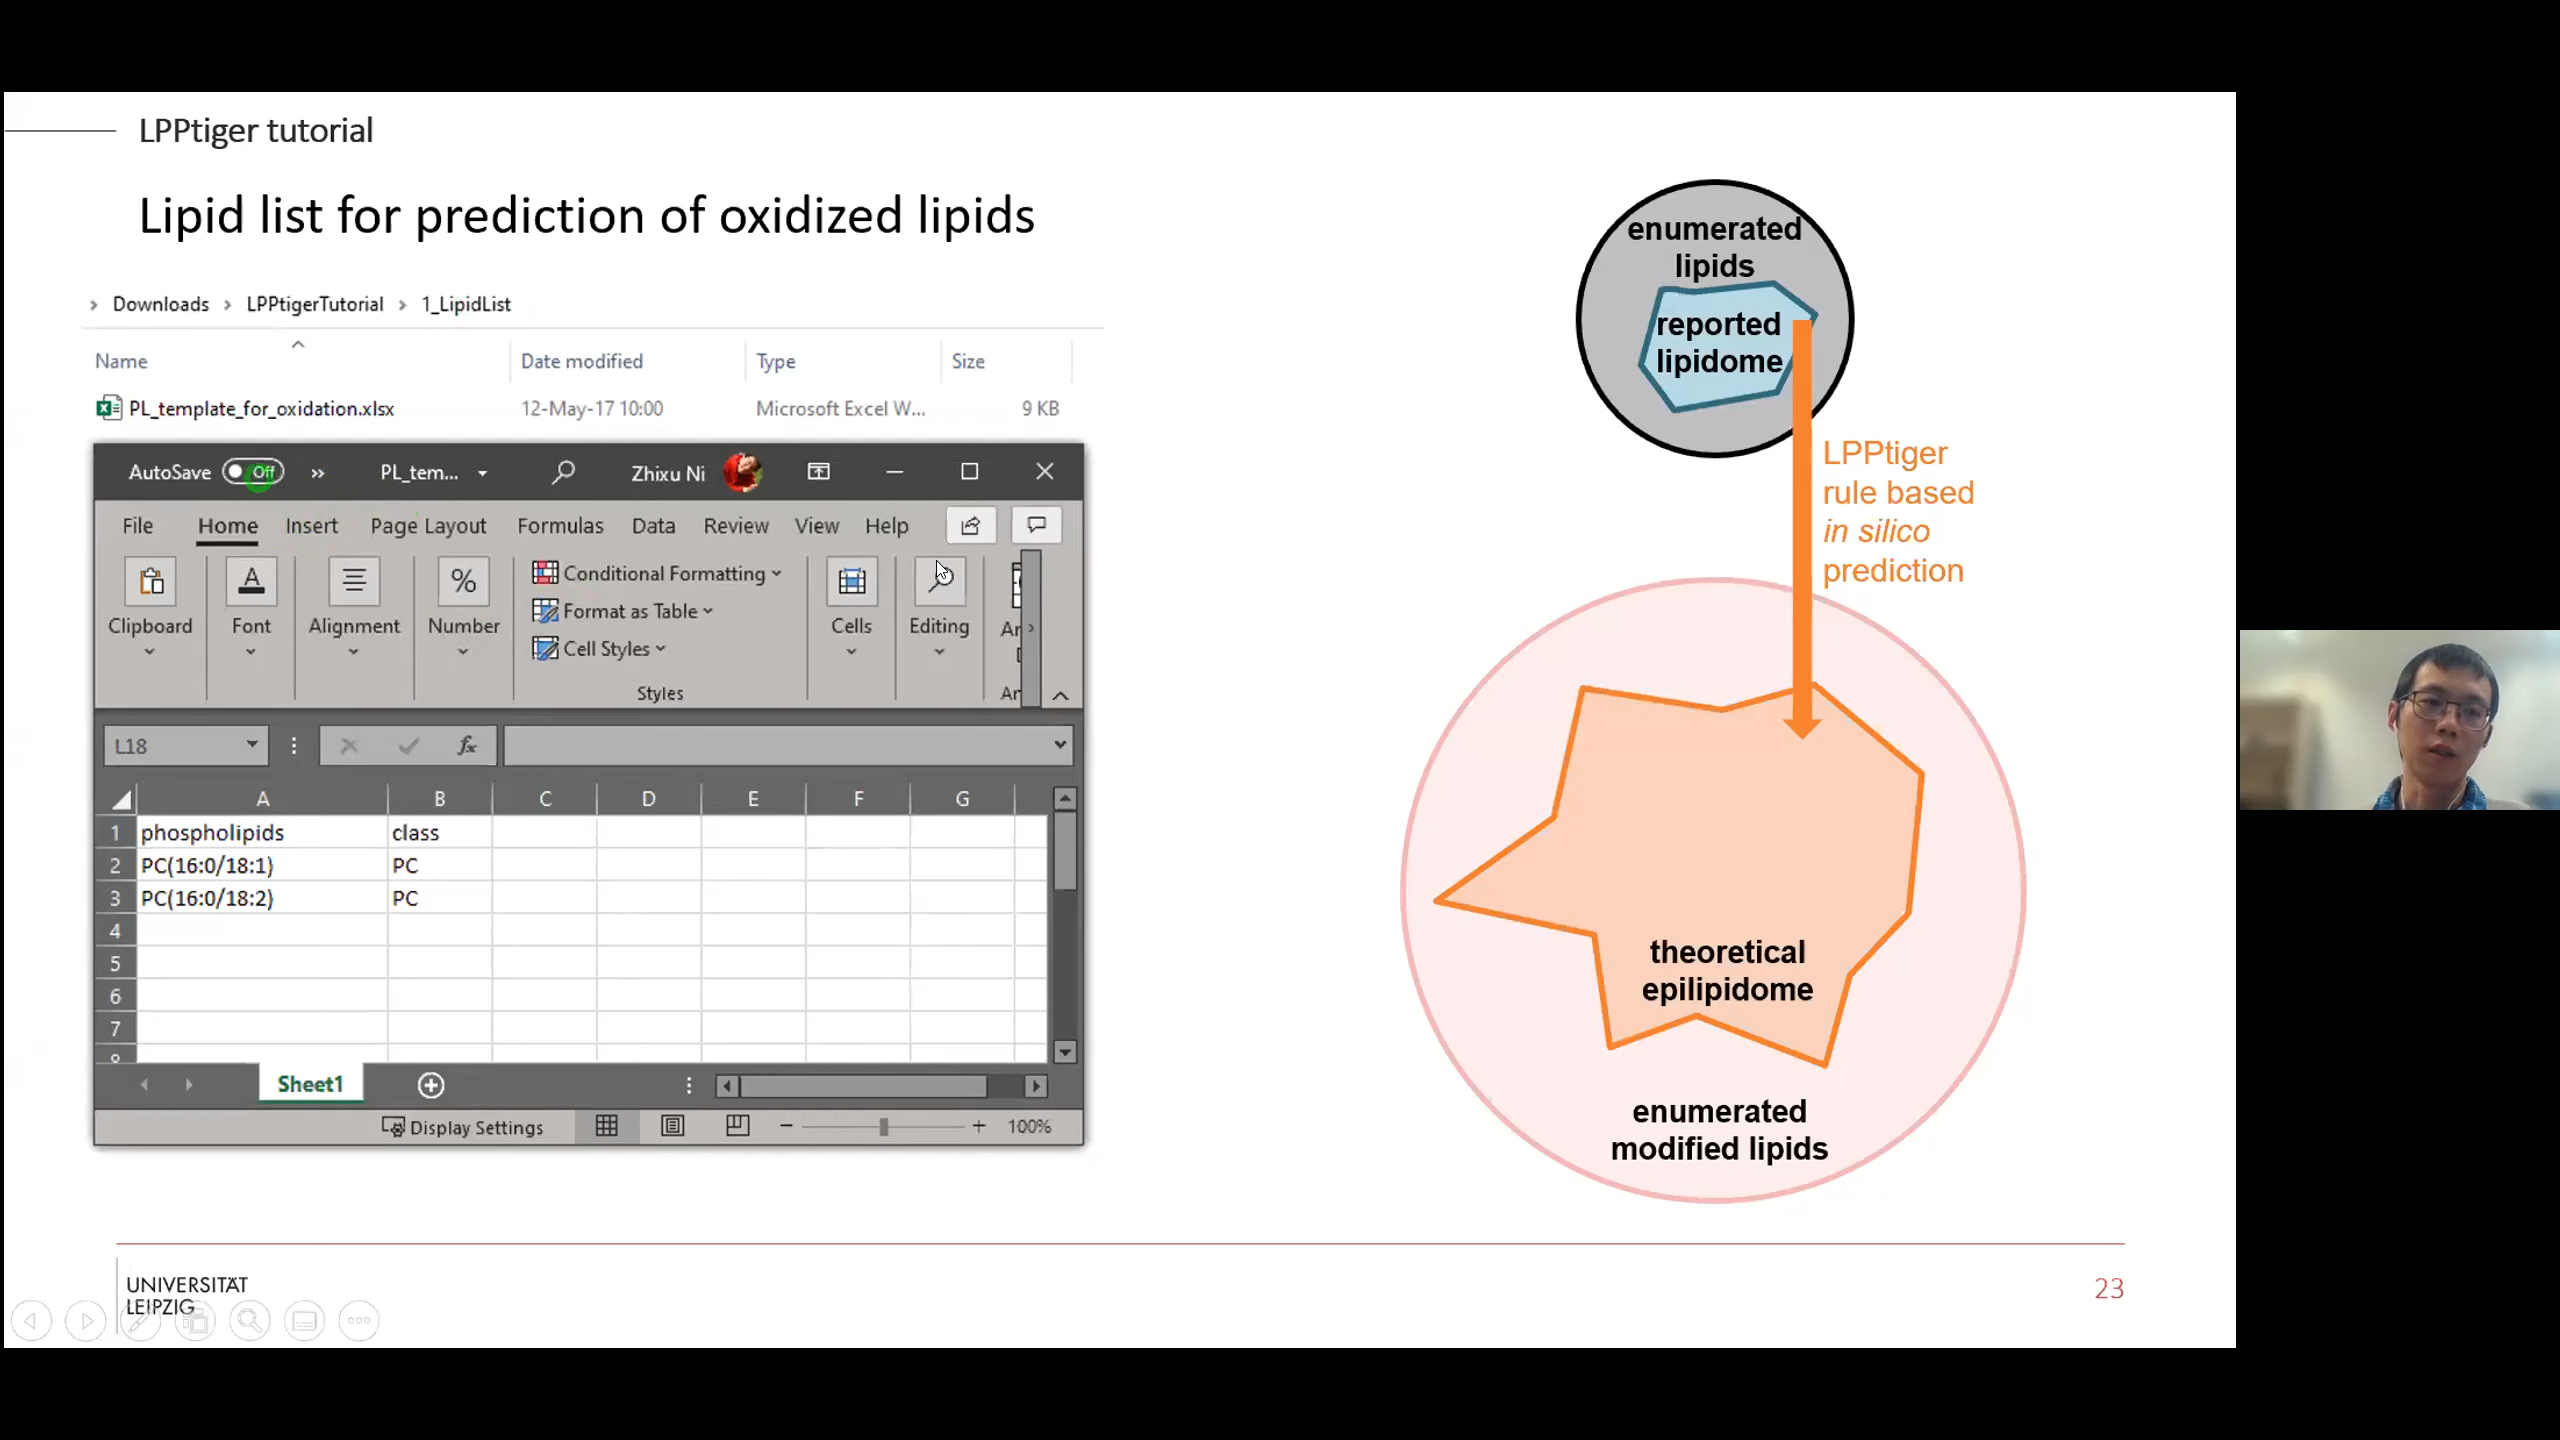 LPPtiger tutorial
Lipid list for prediction of oxidized lipids
› Downloads › LPPtigerTutorial › 1_LipidList
Name Date modified Type Size
PL_template_for_oxidation.xlsx 12-May-17 10:00 Microsoft Excel W... 9 KB
AutoSave Off » PL_tem... Zhixu Ni
File Home Insert Page Layout Formulas Data Review View Help
Clipboard Font Alignment Number Conditional Formatting Format as Table Cell Styles Styles Cells Editing
L18 fx
A B C D E F G
1 phospholipids class
2 PC(16:0/18:1) PC
3 PC(16:0/18:2) PC
4
5
6
7
8
Sheet1
Display Settings 100%
enumerated
lipids
reported
lipidome
LPPtiger
rule based
in silico
prediction
theoretical
epilipidome
enumerated
modified lipids
UNIVERSITÄT
LEIPZIG
23